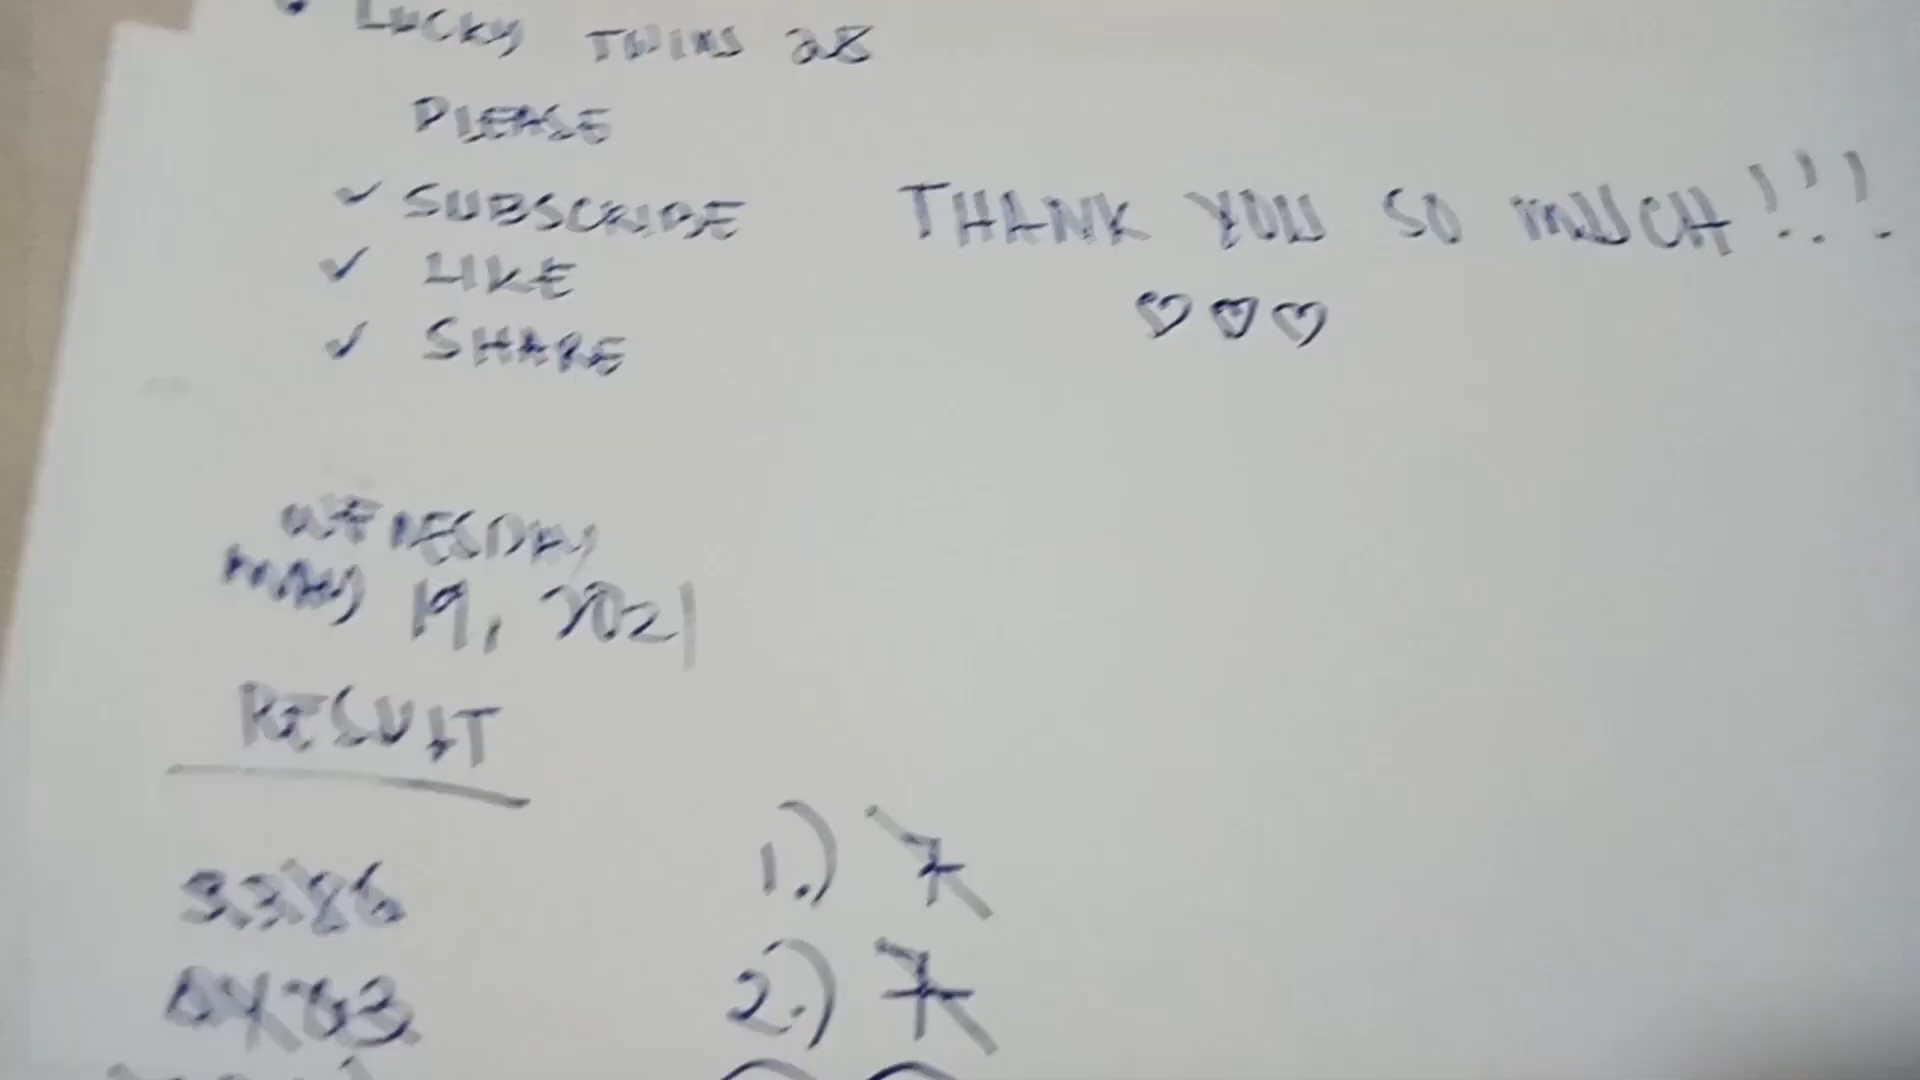 • LUCKY TWINS 28
PLEASE
✓ SUBSCRIBE
✓ LIKE
✓ SHARE
THANK YOU SO MUCH!!!
♡♡♡
WEDNESDAY
MAY 19, 2021
RESULT
3386
1.) 7
2.) 7